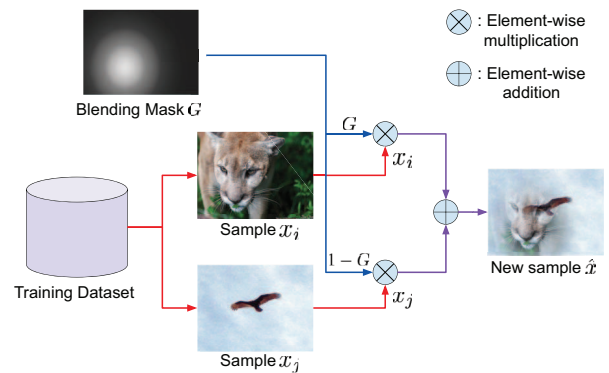 : Element-wise
multiplication
: Element-wise
addition
Blending Mask G
G
x_i
Sample x_i
Training Dataset
1 − G
x_j
New sample x̂
Sample x_j